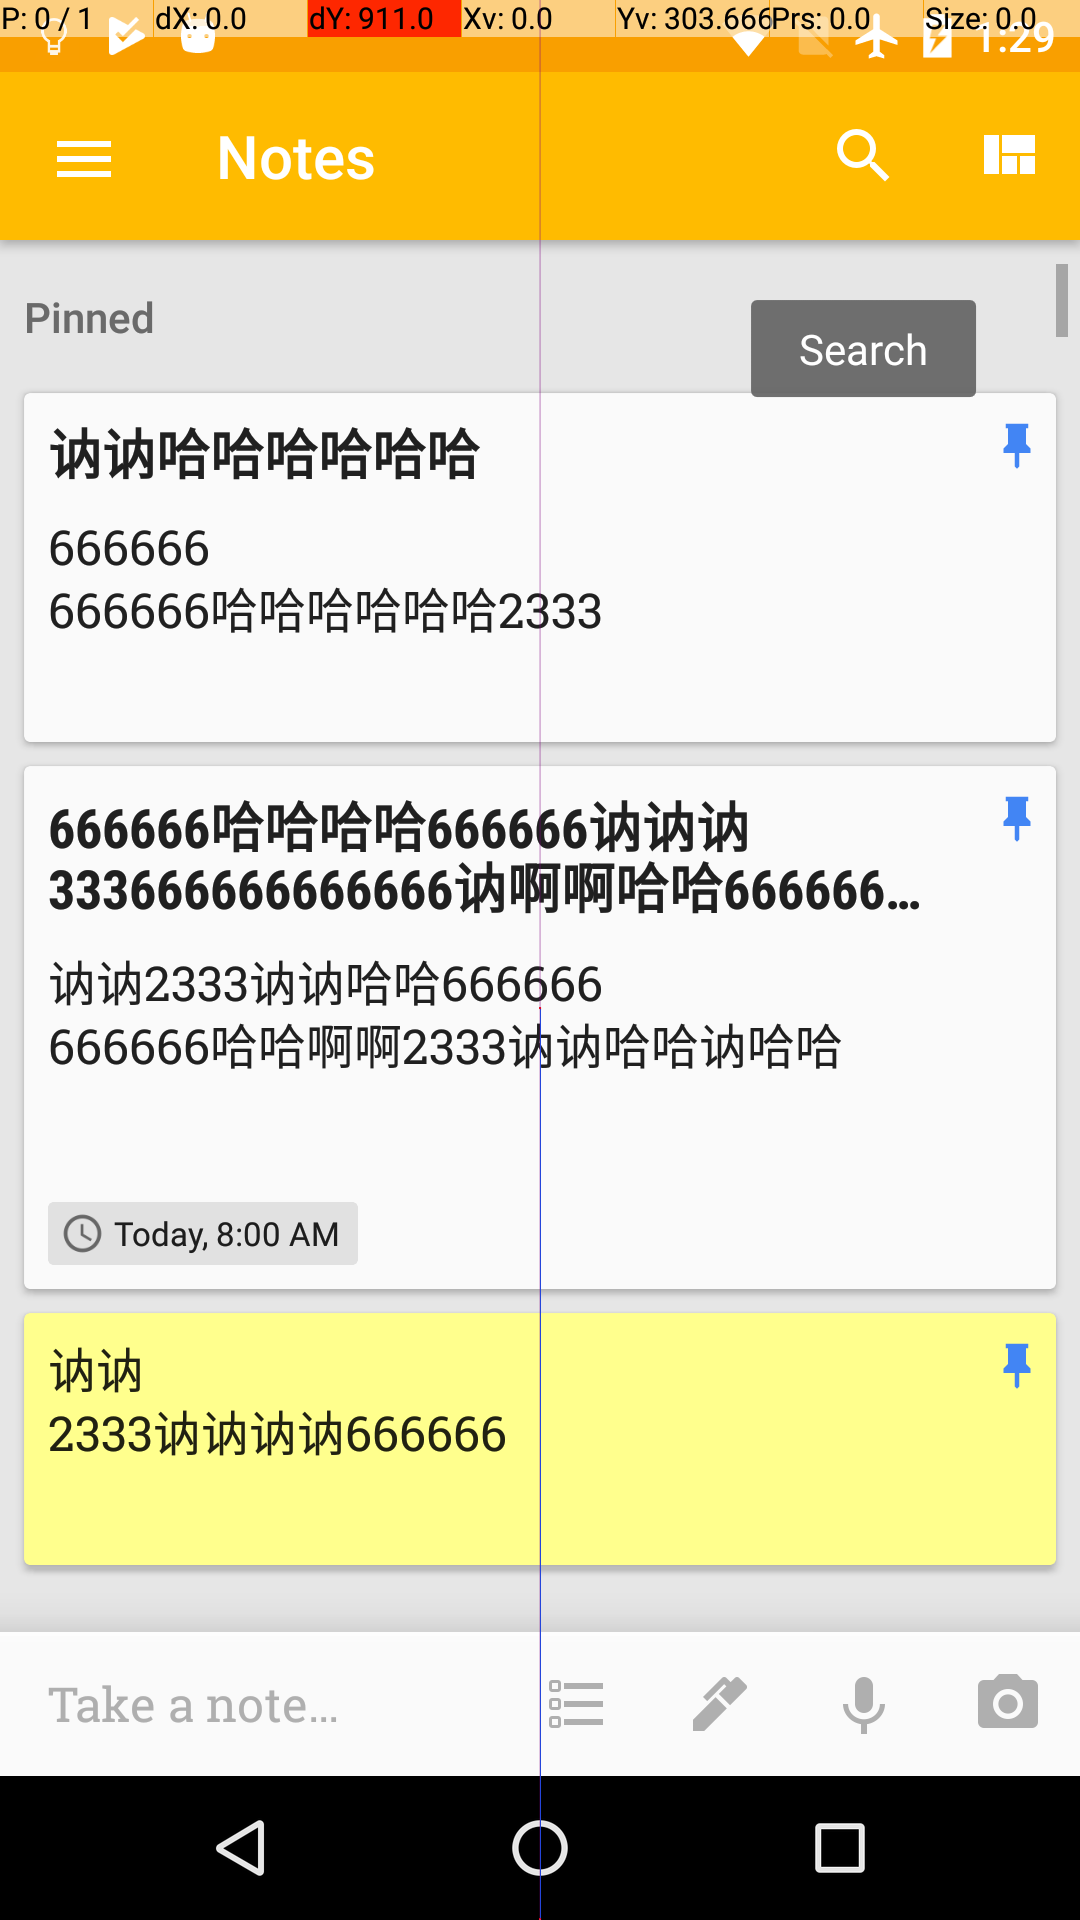 P: 0 / 1 dX: 0.0 dY: 911.0 Xv: 0.0 Yv: 303.666 Prs: 0.0 Size: 0.0
1:29
Notes
Pinned
Search
讷讷哈哈哈哈哈哈
666666
666666哈哈哈哈哈哈2333
666666哈哈哈哈666666讷讷讷
333666666666666讷啊啊哈哈666666…
讷讷2333讷讷哈哈666666
666666哈哈啊啊2333讷讷哈哈讷哈哈
Today, 8:00 AM
讷讷
2333讷讷讷讷666666
Take a note…